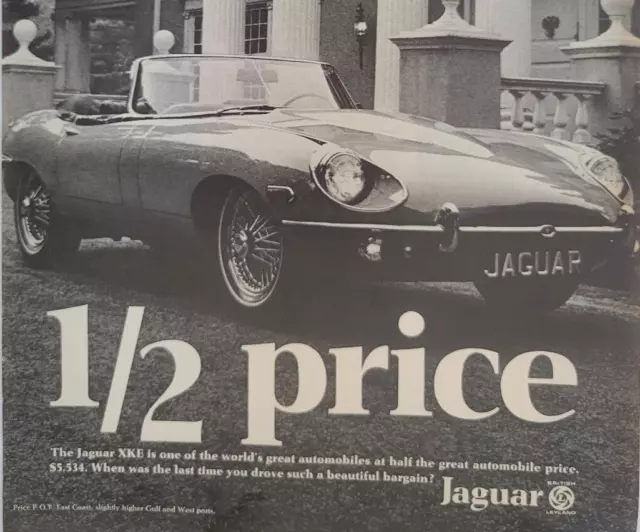 JAGUAR
1/2 price
The Jaguar XKE is one of the world's great automobiles at half the great automobile price.
$5,534. When was the last time you drove such a beautiful bargain?
Jaguar
BRITISH
LEYLAND
Price P.O.E. East Coast, slightly higher Gulf and West ports.